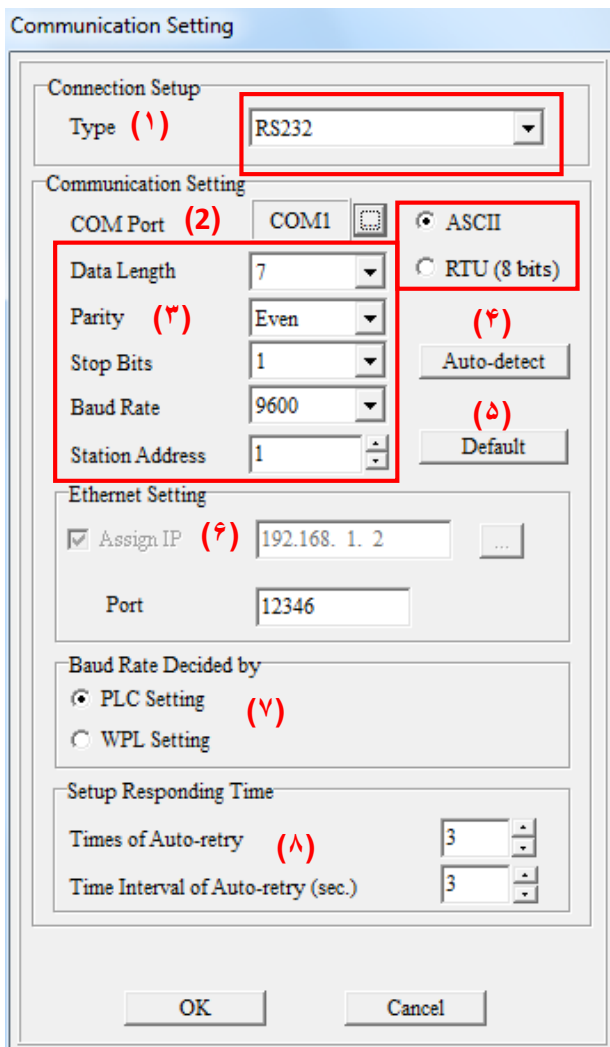 Communication Setting
Connection Setup
Type (۱) RS232
Communication Setting
COM Port (2) COM1 ASCII
Data Length 7 RTU (8 bits)
Parity (۳) Even (۴)
Stop Bits 1 Auto-detect
Baud Rate 9600 (۵)
Station Address 1 Default
Ethernet Setting
Assign IP (۶) 192.168. 1. 2 ...
Port 12346
Baud Rate Decided by
PLC Setting (۷)
WPL Setting
Setup Responding Time
Times of Auto-retry (۸) 3
Time Interval of Auto-retry (sec.) 3
OK Cancel